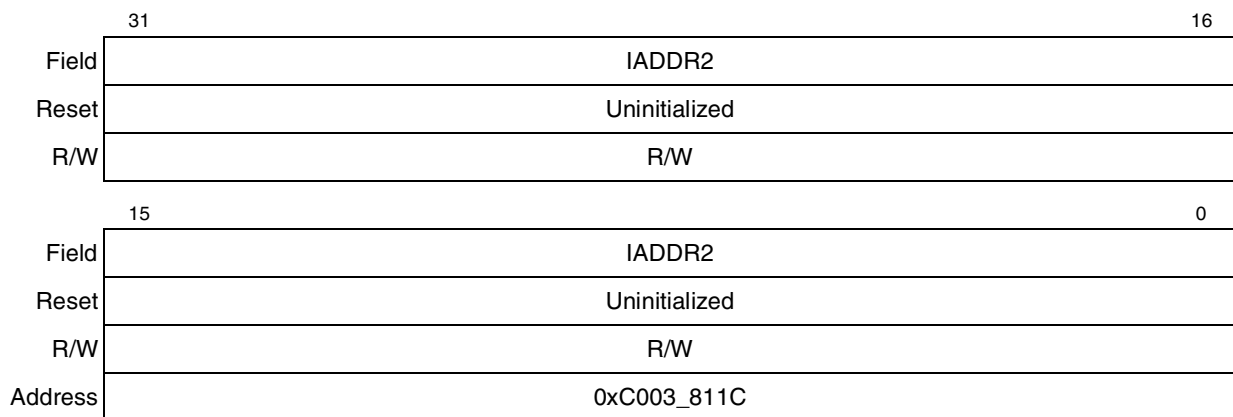 31 16
Field IADDR2
Reset Uninitialized
R/W R/W
15 0
Field IADDR2
Reset Uninitialized
R/W R/W
Address 0xC003_811C